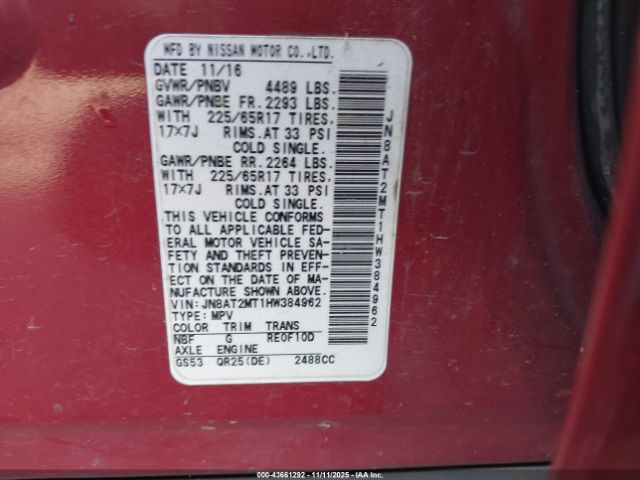 MFD BY NISSAN MOTOR CO.,LTD.
DATE 11/16
GVWR/PNBV 4489 LBS.
GAWR/PNBE FR. 2293 LBS.
WITH 225/65R17 TIRES,
17X7J RIMS.AT 33 PSI
COLD SINGLE.
GAWR/PNBE RR. 2264 LBS.
WITH 225/65R17 TIRES,
17X7J RIMS.AT 33 PSI
COLD SINGLE.
THIS VEHICLE CONFORMS
TO ALL APPLICABLE FED-
ERAL MOTOR VEHICLE SA-
FETY AND THEFT PREVEN-
TION STANDARDS IN EFF-
ECT ON THE DATE OF MA-
NUFACTURE SHOWN ABOVE.
VIN: JN8AT2MT1HW384962
TYPE: MPV
COLOR TRIM TRANS
NBF G RE0F10D
AXLE ENGINE
GS53 QR25(DE) 2488CC
JN8AT2MT1HW384962
© 000-43661292 - 11/11/2025 - IAAI.COM